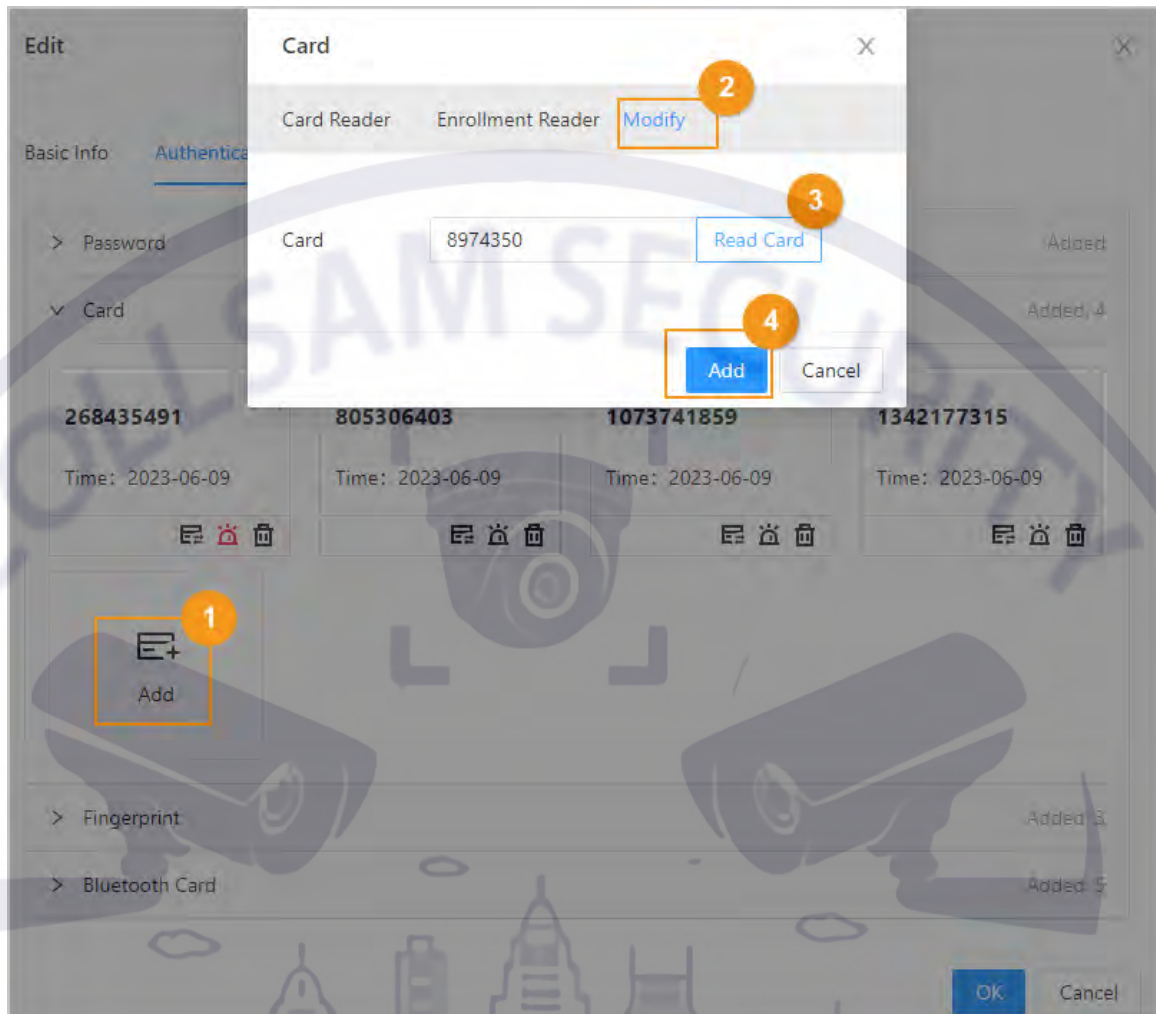 Edit
Card
Card Reader Enrollment Reader Modify
2
Basic Info Authentica
3
> Password Added
Card 8974350 Read Card
Card Added, 4
4
Add Cancel
268435491 805306403 1073741859 1342177315
Time: 2023-06-09 Time: 2023-06-09 Time: 2023-06-09 Time: 2023-06-09
1
Add
> Fingerprint Added 3
> Bluetooth Card Added: 5
OK Cancel
COLLSAM SECURITY